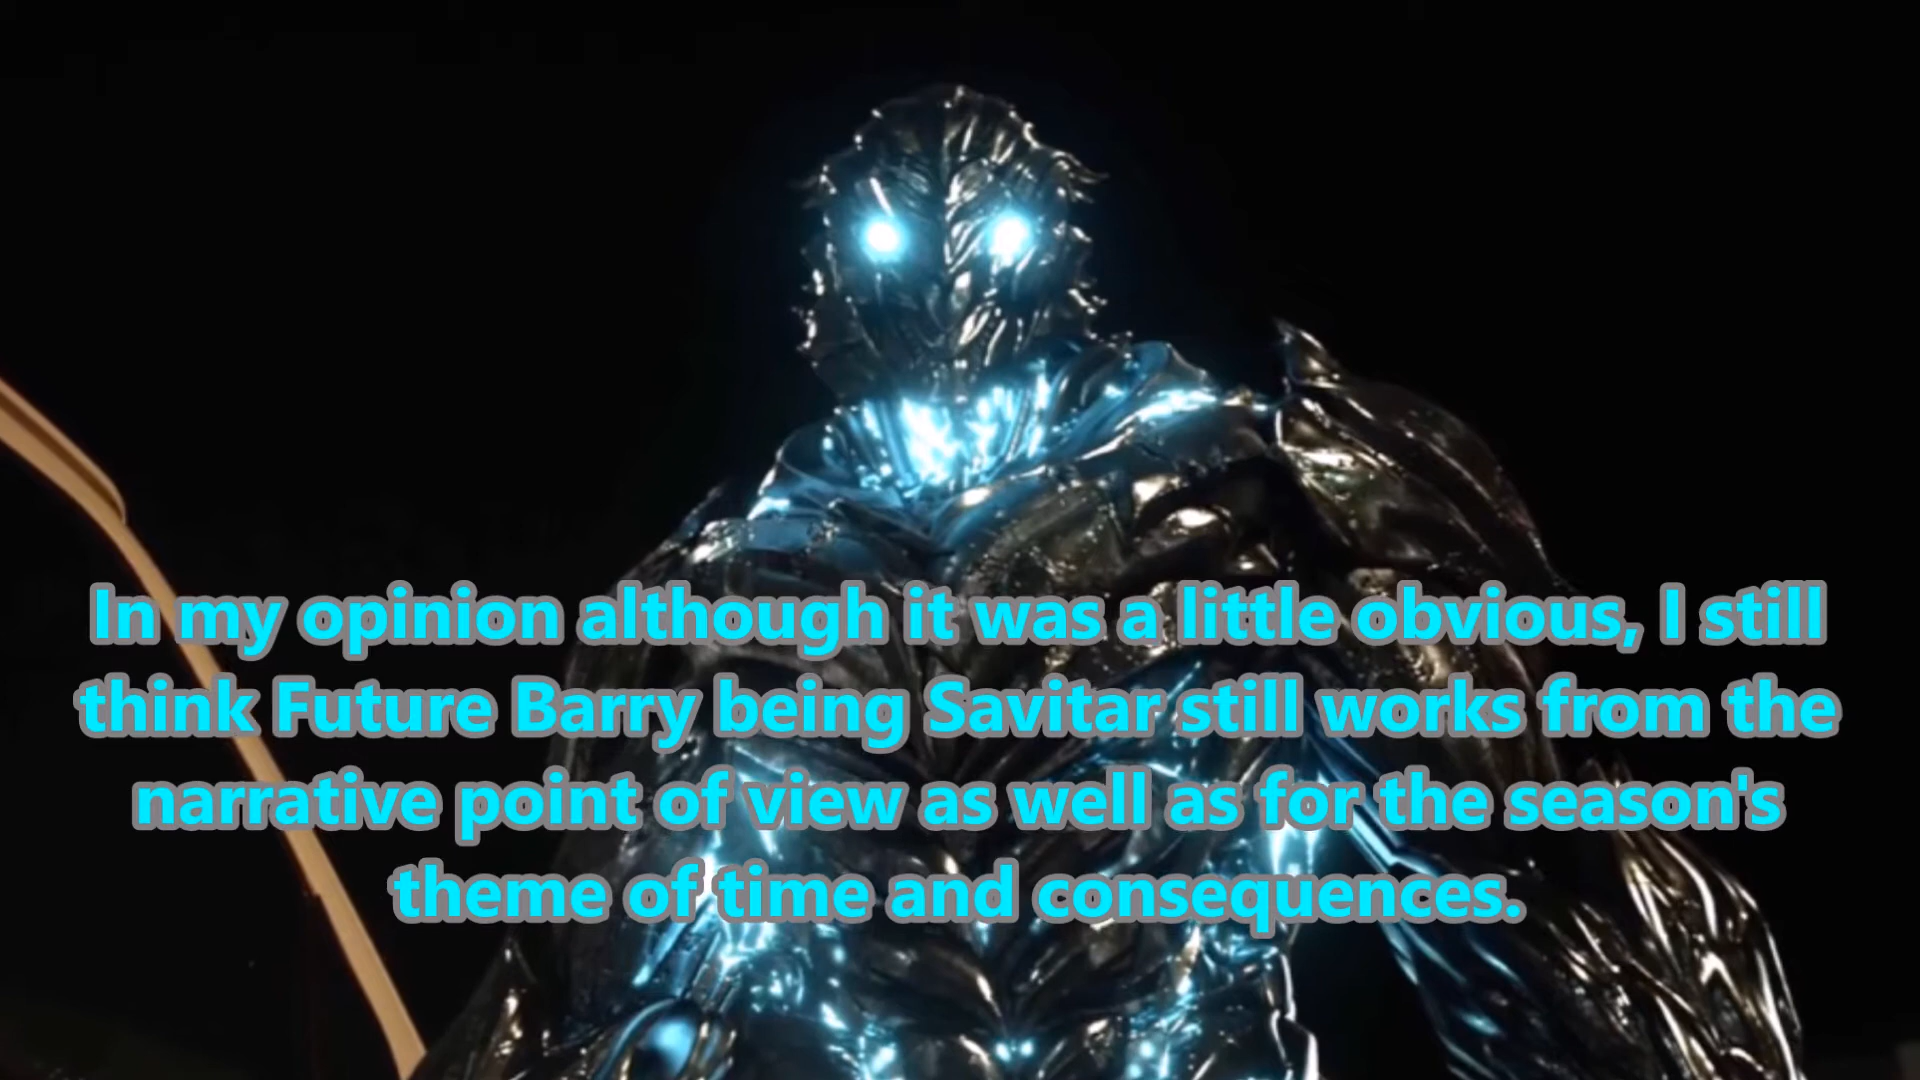 In my opinion although it was a little obvious, I still
think Future Barry being Savitar still works from the
narrative point of view as well as for the season's
theme of time and consequences.